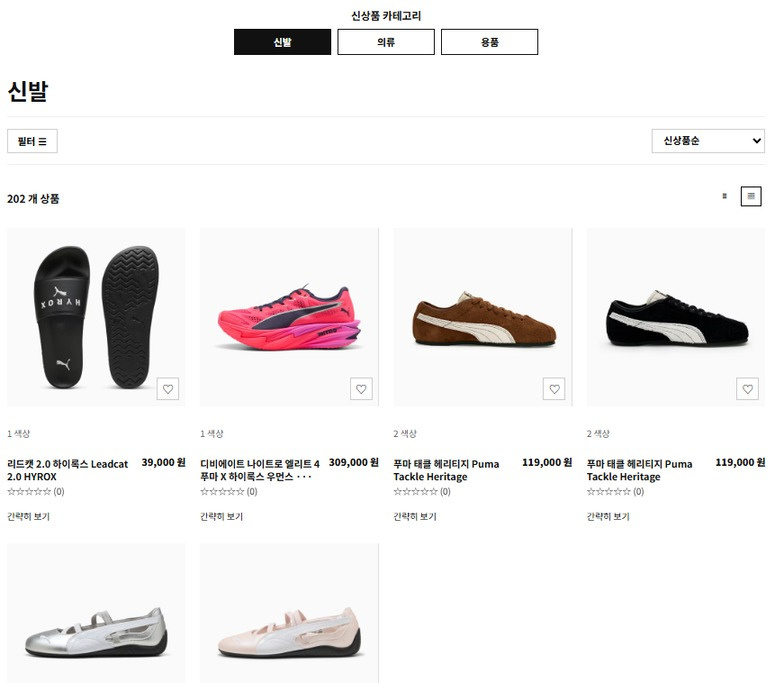 신상품 카테고리
신발
의류
용품
신발
필터
신상품순
202 개 상품
HYROX
NITRO
1 색상
1 색상
2 색상
2 색상
리드캣 2.0 하이록스 Leadcat 2.0 HYROX
39,000 원
디비에이트 나이트로 엘리트 4 푸마 X 하이록스 우먼스 ···
309,000 원
푸마 태클 헤리티지 Puma Tackle Heritage
119,000 원
푸마 태클 헤리티지 Puma Tackle Heritage
119,000 원
☆☆☆☆☆ (0)
☆☆☆☆☆ (0)
☆☆☆☆☆ (0)
☆☆☆☆☆ (0)
간략히 보기
간략히 보기
간략히 보기
간략히 보기